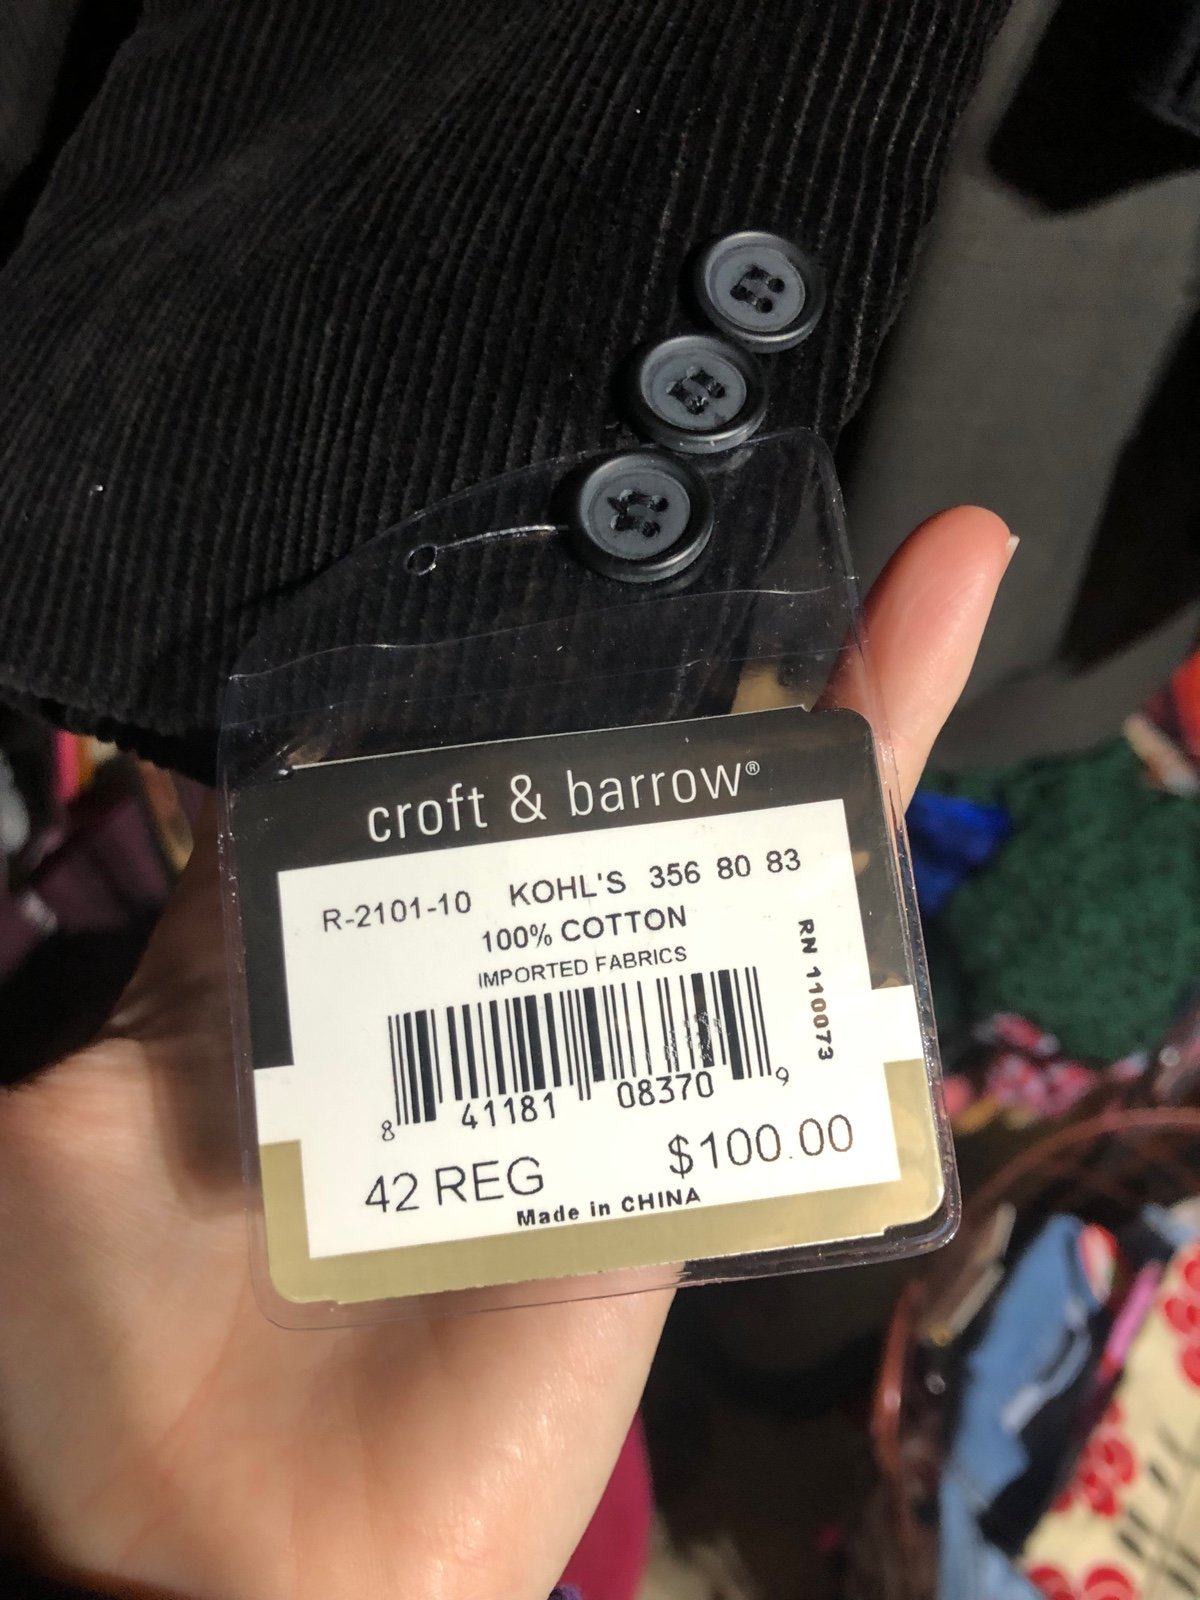 croft & barrow®
R-2101-10 KOHL'S 356 80 83
100% COTTON
IMPORTED FABRICS
RN 110073
8 41181 08370 9
42 REG $100.00
Made in CHINA